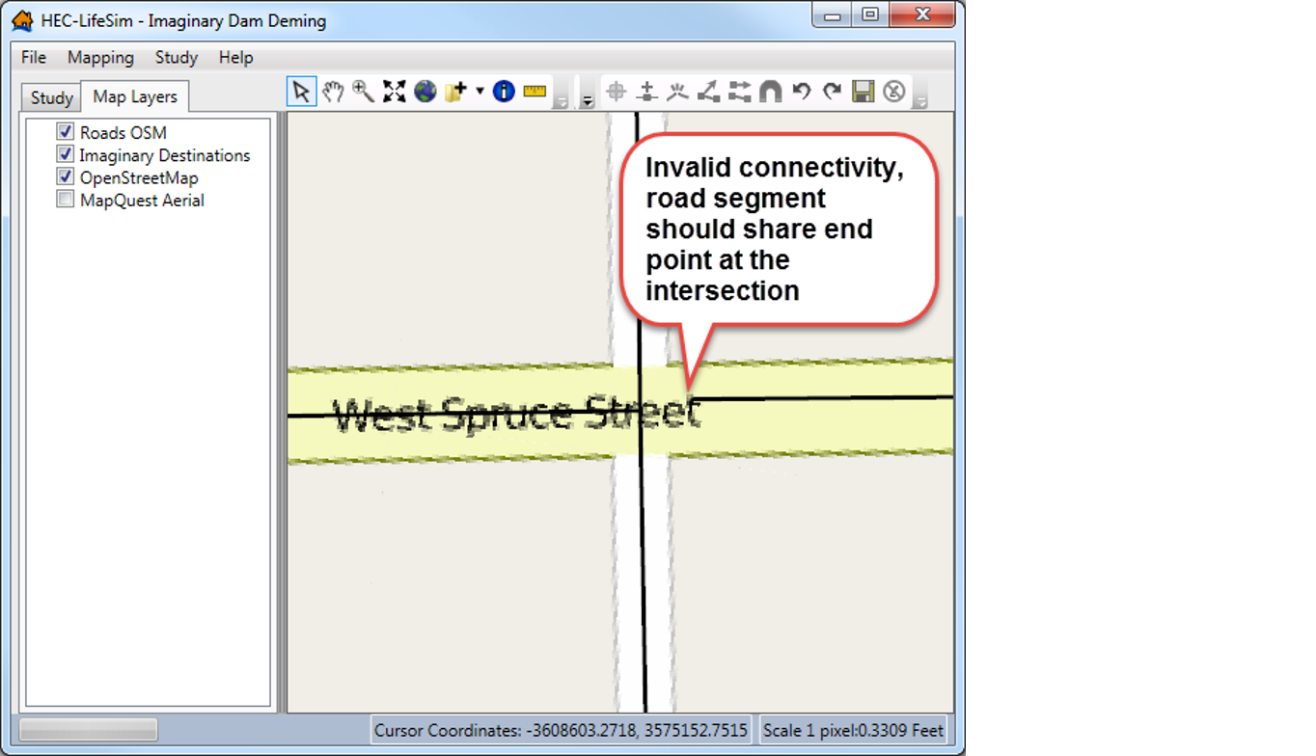 HEC-LifeSim - Imaginary Dam Deming
File Mapping Study Help
Study Map Layers
Roads OSM
Imaginary Destinations
OpenStreetMap
MapQuest Aerial
Invalid connectivity,
road segment
should share end
point at the
intersection
West Spruce Street
Cursor Coordinates: -3608603.2718, 3575152.7515 Scale 1 pixel:0.3309 Feet